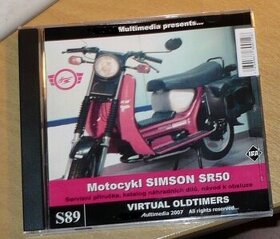 Multimedia presents...
Motocykl SIMSON SR50
Servisní příručka, katalog náhradních dílů, návod k obsluze
VIRTUAL OLDTIMERS
S89
Multimedia 2007 All rights reserved...